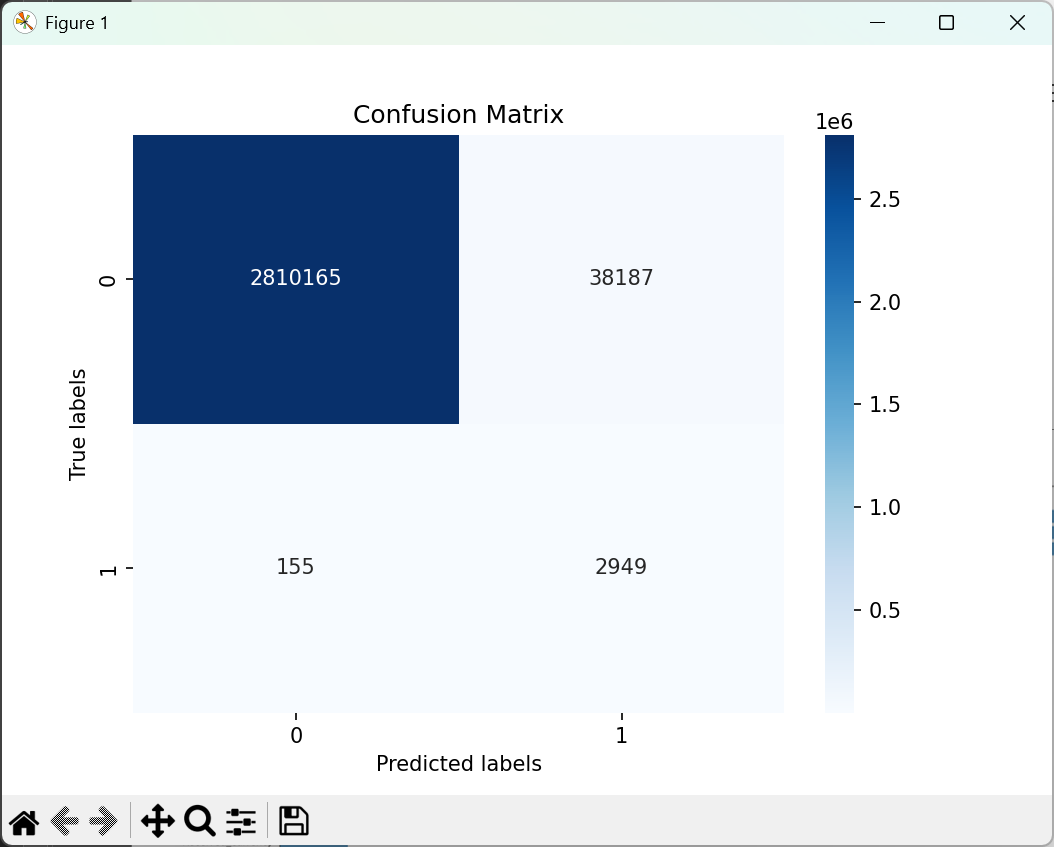 Figure 1
Confusion Matrix
1e6
2810165
38187
155
2949
0
1
True labels
0
1
Predicted labels
2.5
2.0
1.5
1.0
0.5